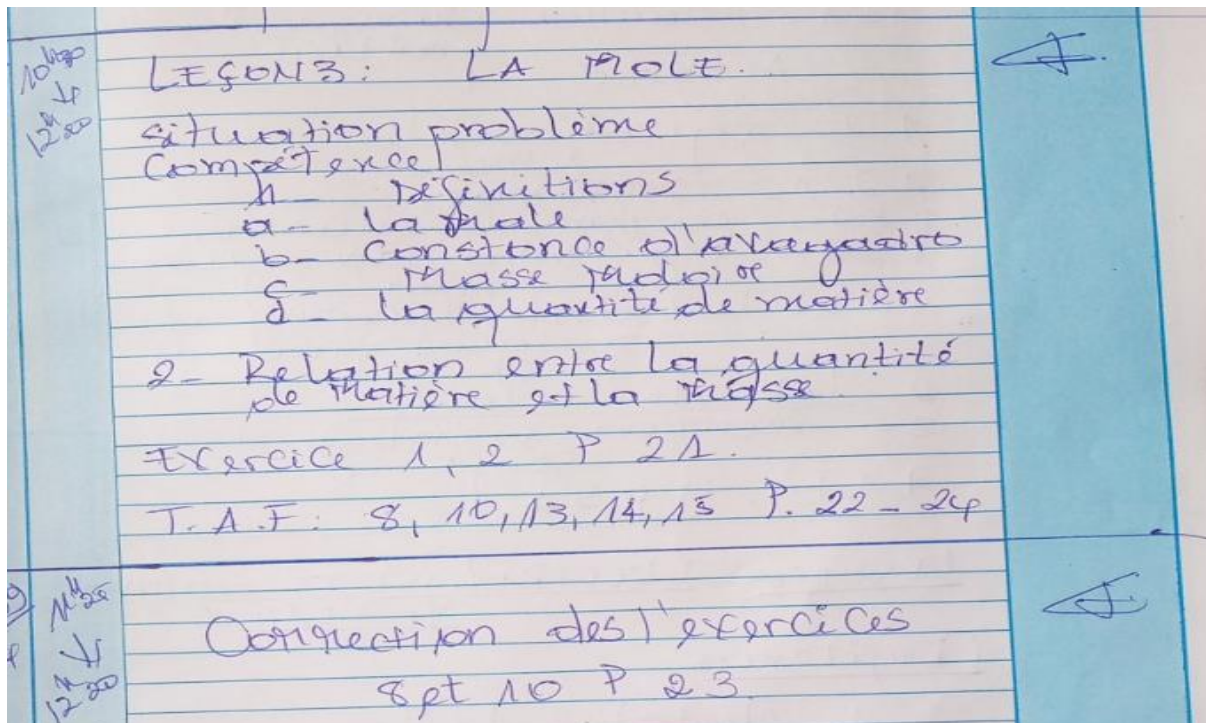 10h30
12h20
LEÇON3: LA MOLE.
situation problème
Compétence
1- Définitions
a- La mole
b- Constance d'avogadro
c- Masse Molaire
d- La quantité de matière
2- Relation entre la quantité
de matière et la masse.
Exercice 1, 2 P 21.
T.A.F: 8, 10, 13, 14, 15 P. 22-24
11h25
12h20
Correction des l'exercices
8 et 10 P 23